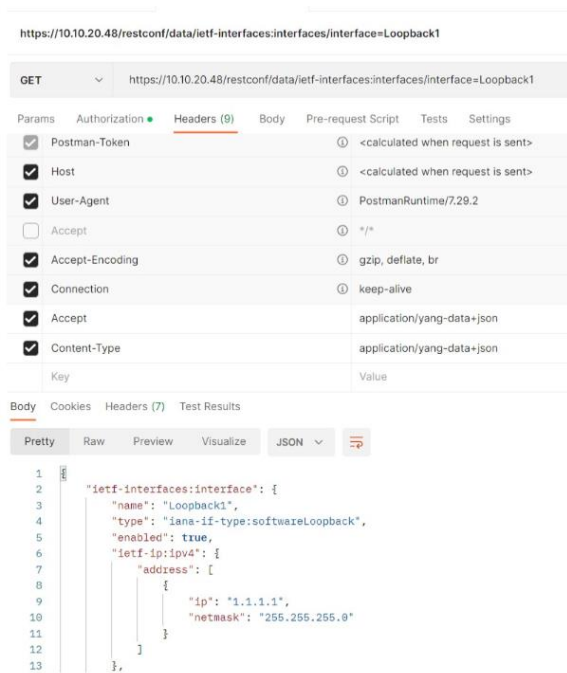 https://10.10.20.48/restconf/data/ietf-interfaces:interfaces/interface=Loopback1
GET https://10.10.20.48/restconf/data/ietf-interfaces:interfaces/interface=Loopback1
Params Authorization Headers (9) Body Pre-request Script Tests Settings
Postman-Token <calculated when request is sent>
Host <calculated when request is sent>
User-Agent PostmanRuntime/7.29.2
Accept */*
Accept-Encoding gzip, deflate, br
Connection keep-alive
Accept application/yang-data+json
Content-Type application/yang-data+json
Key Value
Body Cookies Headers (7) Test Results
Pretty Raw Preview Visualize JSON
1 {
2 "ietf-interfaces:interface": {
3 "name": "Loopback1",
4 "type": "iana-if-type:softwareLoopback",
5 "enabled": true,
6 "ietf-ip:ipv4": {
7 "address": [
8 {
9 "ip": "1.1.1.1",
10 "netmask": "255.255.255.0"
11 }
12 ]
13 },